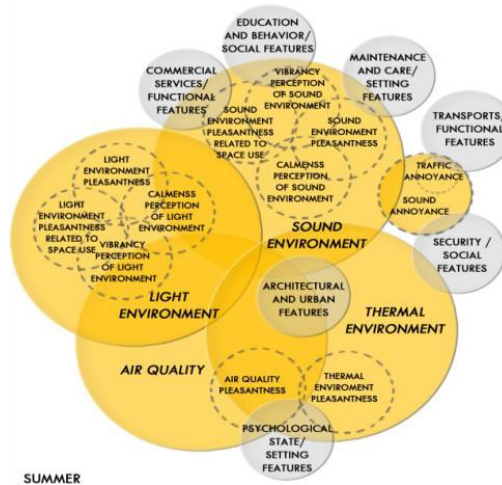 EDUCATION
AND BEHAVIOR/
SOCIAL FEATURES
COMMERCIAL
SERVICES/
FUNCTIONAL
FEATURES
MAINTENANCE
AND CARE/
SETTING
FEATURES
TRANSPORTS/
FUNCTIONAL
FEATURES
VIBRANCY
PERCEPTION
OF SOUND
ENVIRONMENT
SOUND
ENVIRONMENT
PLEASANTNESS
RELATED TO
SPACE USE
SOUND
ENVIRONMENT
PLEASANTNESS
CALMENSS
PERCEPTION
OF SOUND
ENVIRONMENT
TRAFFIC
ANNOYANCE
SOUND
ANNOYANCE
LIGHT
ENVIRONMENT
PLEASANTNESS
LIGHT
ENVIRONMENT
PLEASANTNESS
RELATED TO
SPACE USE
CALMENSS
PERCEPTION
OF LIGHT
ENVIRONMENT
VIBRANCY
PERCEPTION
OF LIGHT
ENVIRONMENT
SOUND
ENVIRONMENT
SECURITY /
SOCIAL
FEATURES
LIGHT
ENVIRONMENT
ARCHITECTURAL
AND URBAN
FEATURES
THERMAL
ENVIRONMENT
AIR QUALITY
AIR QUALITY
PLEASANTNESS
THERMAL
ENVIROMENT
PLEASANTNESS
PSYCHOLOGICAL
STATE/
SETTING
FEATURES
SUMMER